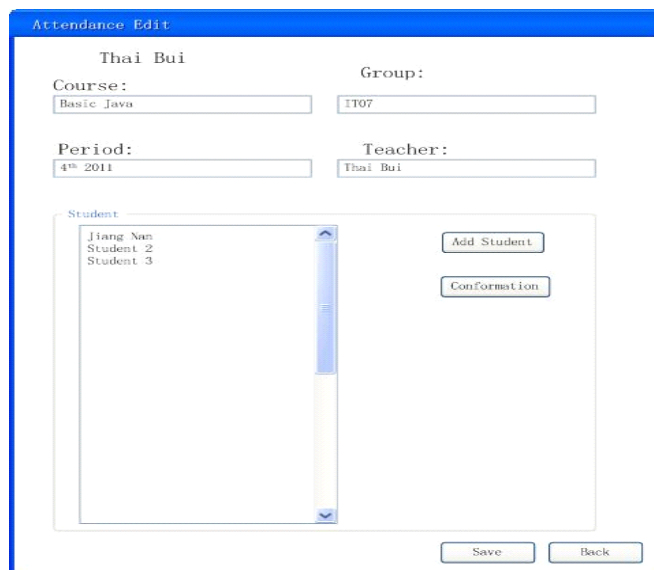 Attendance Edit
Thai Bui
Group:
Course:
Basic Java
IT07
Period:
Teacher:
4th 2011
Thai Bui
Student
Jiang Nan
Student 2
Student 3
Add Student
Conformation
Save
Back